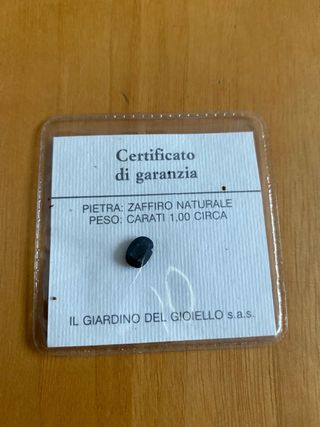 Certificato
di garanzia
PIETRA: ZAFFIRO NATURALE
PESO: CARATI 1,00 CIRCA
IL GIARDINO DEL GIOIELLO s.a.s.